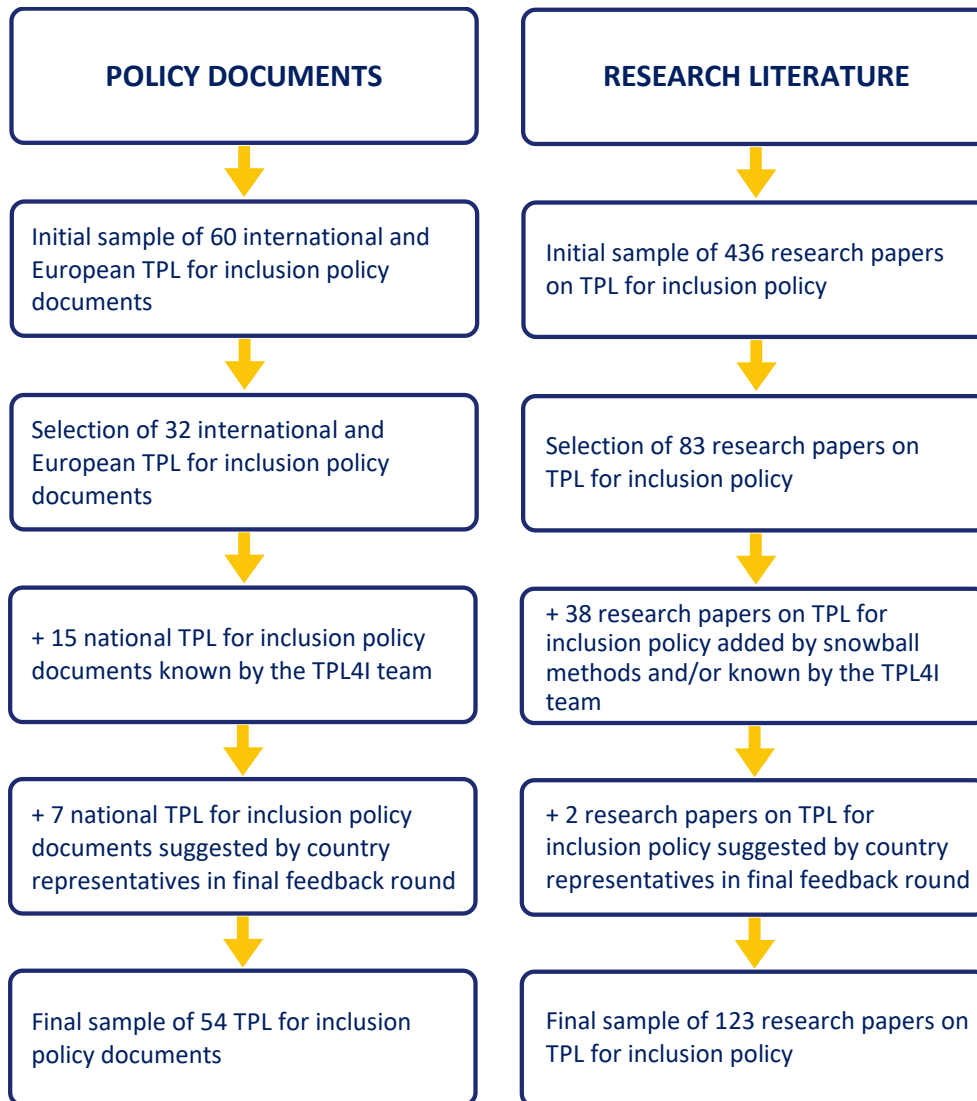 POLICY DOCUMENTS
Initial sample of 60 international and
European TPL for inclusion policy
documents
Selection of 32 international and
European TPL for inclusion policy
documents
+ 15 national TPL for inclusion policy
documents known by the TPL4I team
+ 7 national TPL for inclusion policy
documents suggested by country
representatives in final feedback round
Final sample of 54 TPL for inclusion
policy documents
RESEARCH LITERATURE
Initial sample of 436 research papers
on TPL for inclusion policy
Selection of 83 research papers on
TPL for inclusion policy
+ 38 research papers on TPL for
inclusion policy added by snowball
methods and/or known by the TPL4I
team
+ 2 research papers on TPL for
inclusion policy suggested by country
representatives in final feedback round
Final sample of 123 research papers on
TPL for inclusion policy